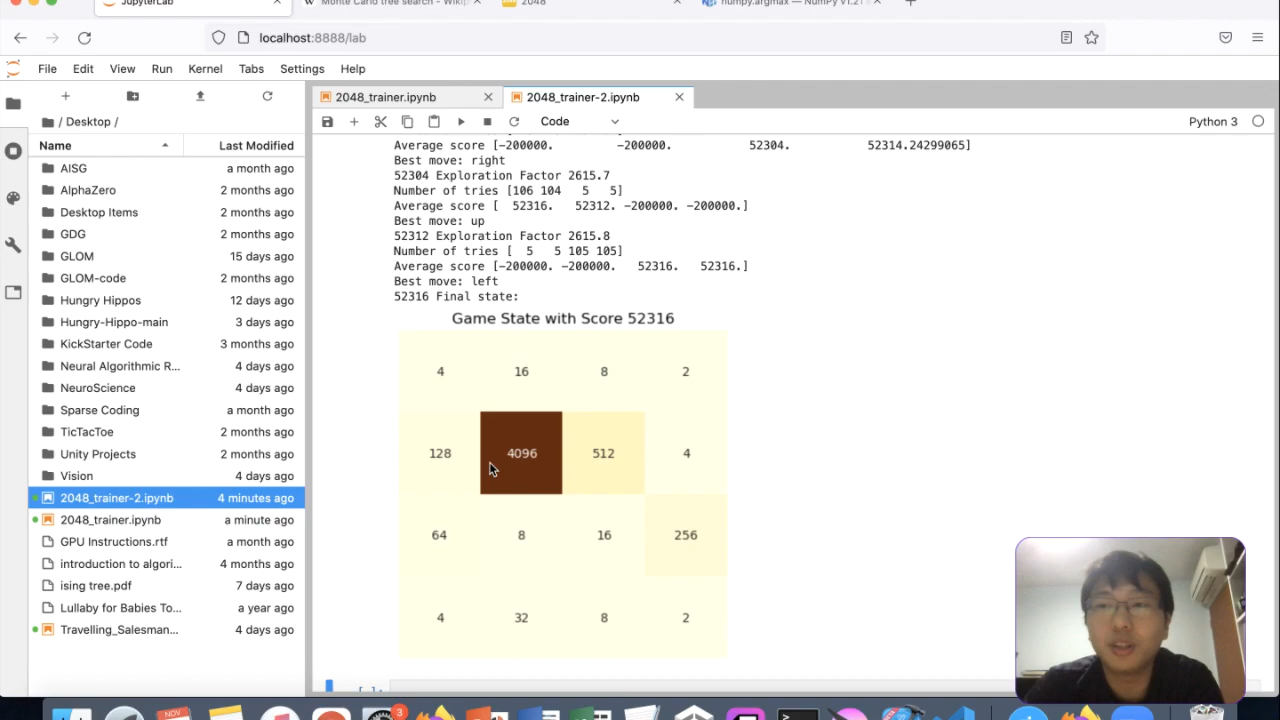 JupyterLab
Monte Carlo tree search - Wikip
2048
numpy.argmax — NumPy v1.21
localhost:8888/lab
File Edit View Run Kernel Tabs Settings Help
2048_trainer.ipynb
2048_trainer-2.ipynb
/ Desktop /
Code
Python 3
Name Last Modified
AISG a month ago
AlphaZero 2 months ago
Desktop Items 2 months ago
GDG 2 months ago
GLOM 15 days ago
GLOM-code 2 months ago
Hungry Hippos 12 days ago
Hungry-Hippo-main 3 days ago
KickStarter Code 3 months ago
Neural Algorithmic R... 4 days ago
NeuroScience 4 days ago
Sparse Coding a month ago
TicTacToe 2 months ago
Unity Projects 2 months ago
Vision 4 days ago
2048_trainer-2.ipynb 4 minutes ago
2048_trainer.ipynb a minute ago
GPU Instructions.rtf a month ago
introduction to algori... 4 months ago
ising tree.pdf 7 days ago
Lullaby for Babies To... a year ago
Travelling_Salesman... 4 days ago
Average score [-200000. -200000. 52304. 52314.24299065]
Best move: right
52304 Exploration Factor 2615.7
Number of tries [106 104 5 5]
Average score [ 52316. 52312. -200000. -200000.]
Best move: up
52312 Exploration Factor 2615.8
Number of tries [ 5 5 105 105]
Average score [-200000. -200000. 52316. 52316.]
Best move: left
52316 Final state:
Game State with Score 52316
4 16 8 2
128 4096 512 4
64 8 16 256
4 32 8 2
[ ]:
NOV
3